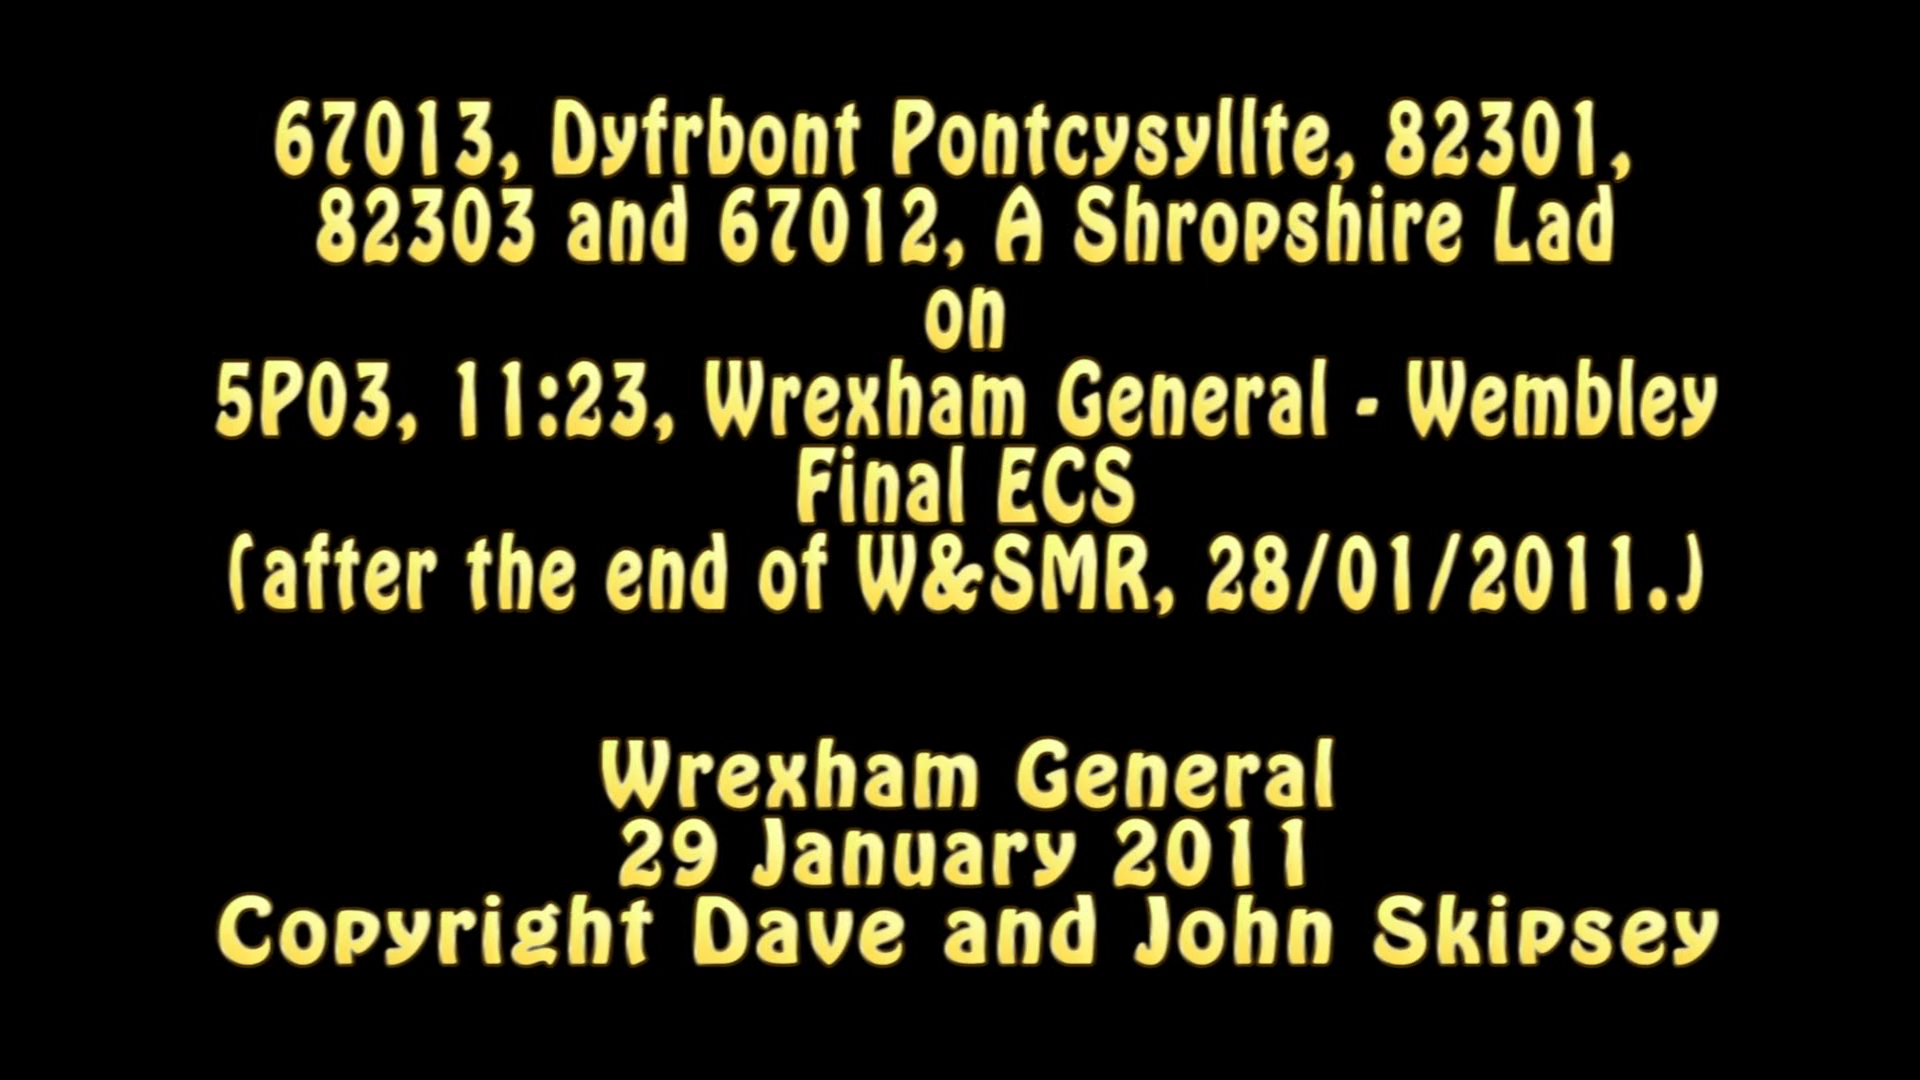 67013, Dyfrbont Pontcysyllte, 82301,
82303 and 67012, A Shropshire Lad
on
5P03, 11:23, Wrexham General - Wembley
Final ECS
(after the end of W&SMR, 28/01/2011.)
Wrexham General
29 January 2011
Copyright Dave and John Skipsey